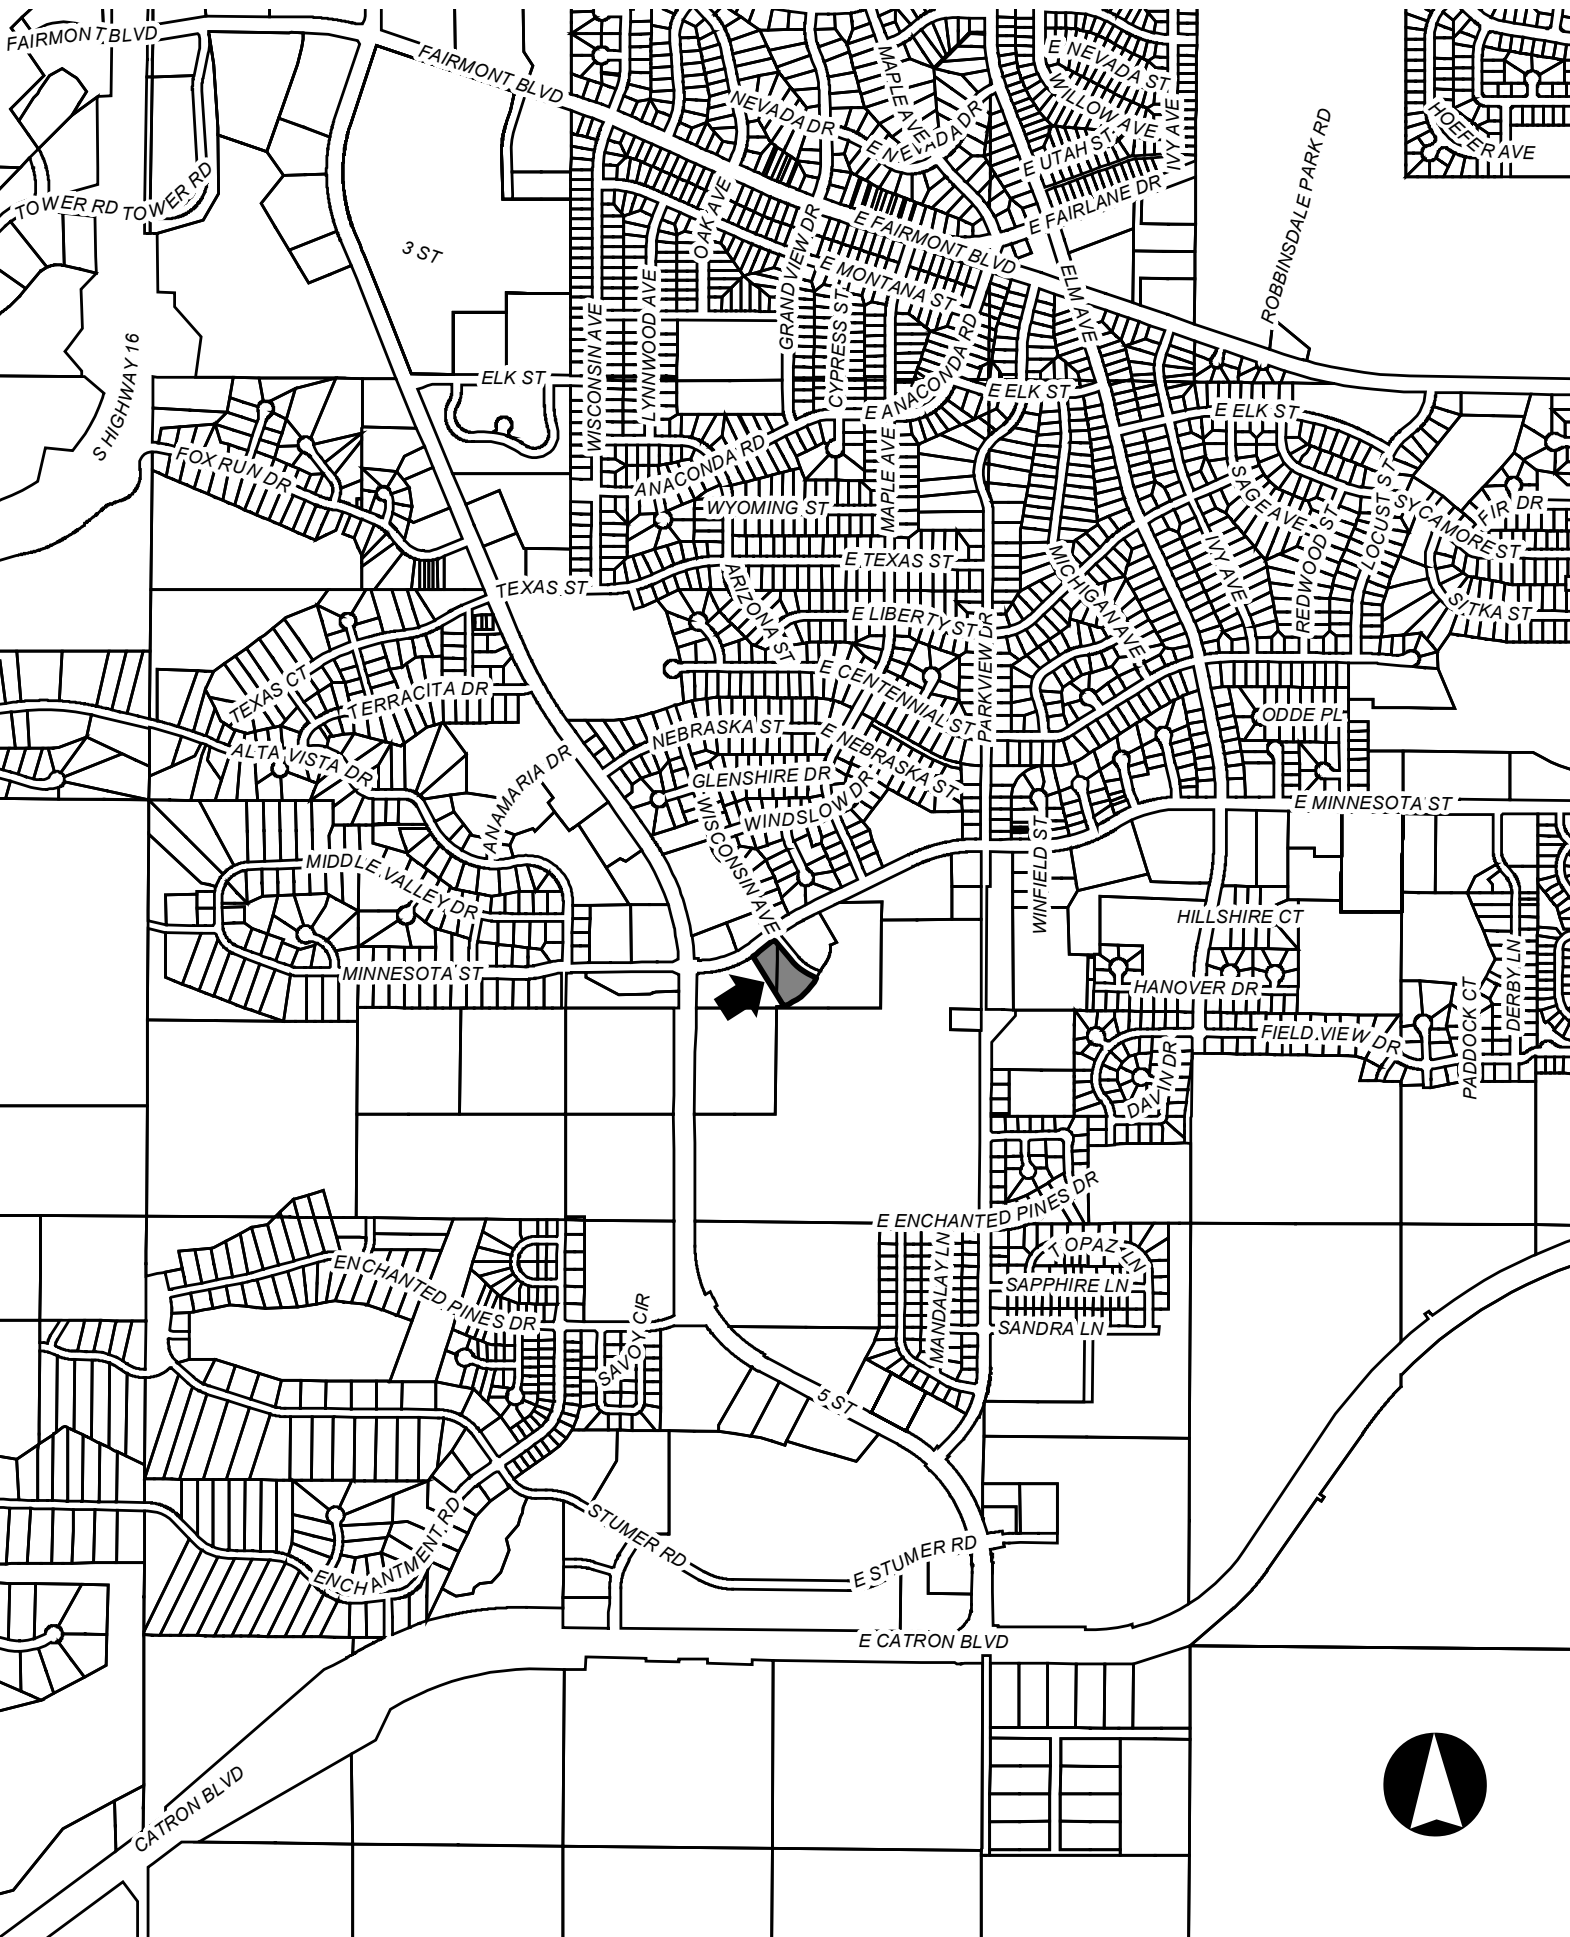 FAIRMONT BLVD
FAIRMONT BLVD
E NEVADA ST
MAPLE AVE
WILLOW AVE
NEVADA DR
E NEVADA DR
IVY AVE
HOEFER AVE
E UTAH ST
ROBBINSDALE PARK RD
TOWER RD
TOWER RD
OAK AVE
E FAIRLANE DR
3 ST
GRANDVIEW DR
E FAIRMONT BLVD
E MONTANA ST
ELM AVE
LYNNWOOD AVE
CYPRESS ST
WISCONSIN AVE
S HIGHWAY 16
ELK ST
E ANACONDA RD
E ELK ST
E ELK ST
FOX RUN DR
ANACONDA RD
MAPLE AVE
WYOMING ST
SAGE AVE
LOCUST ST
SYCAMORE ST
FIR DR
REDWOOD ST
IVY AVE
TEXAS ST
E TEXAS ST
ARIZONA ST
MICHIGAN AVE
E LIBERTY ST
SITKA ST
TEXAS CT
TERRACITA DR
E CENTENNIAL ST
PARKVIEW DR
ODDE PL
NEBRASKA ST
E NEBRASKA ST
ALTA VISTA DR
ANAMARIA DR
GLENSHIRE DR
WINDSLOW DR
WISCONSIN AVE
E MINNESOTA ST
WINFIELD ST
MIDDLE VALLEY DR
HILLSHIRE CT
MINNESOTA ST
HANOVER DR
DERBY LN
PADDOCK CT
FIELD VIEW DR
DAVIN DR
E ENCHANTED PINES DR
TOPAZ LN
ENCHANTED PINES DR
MANDALAY LN
SAPPHIRE LN
SAVOY CIR
SANDRA LN
5 ST
STUMER RD
ENCHANTMENT RD
E STUMER RD
E CATRON BLVD
CATRON BLVD